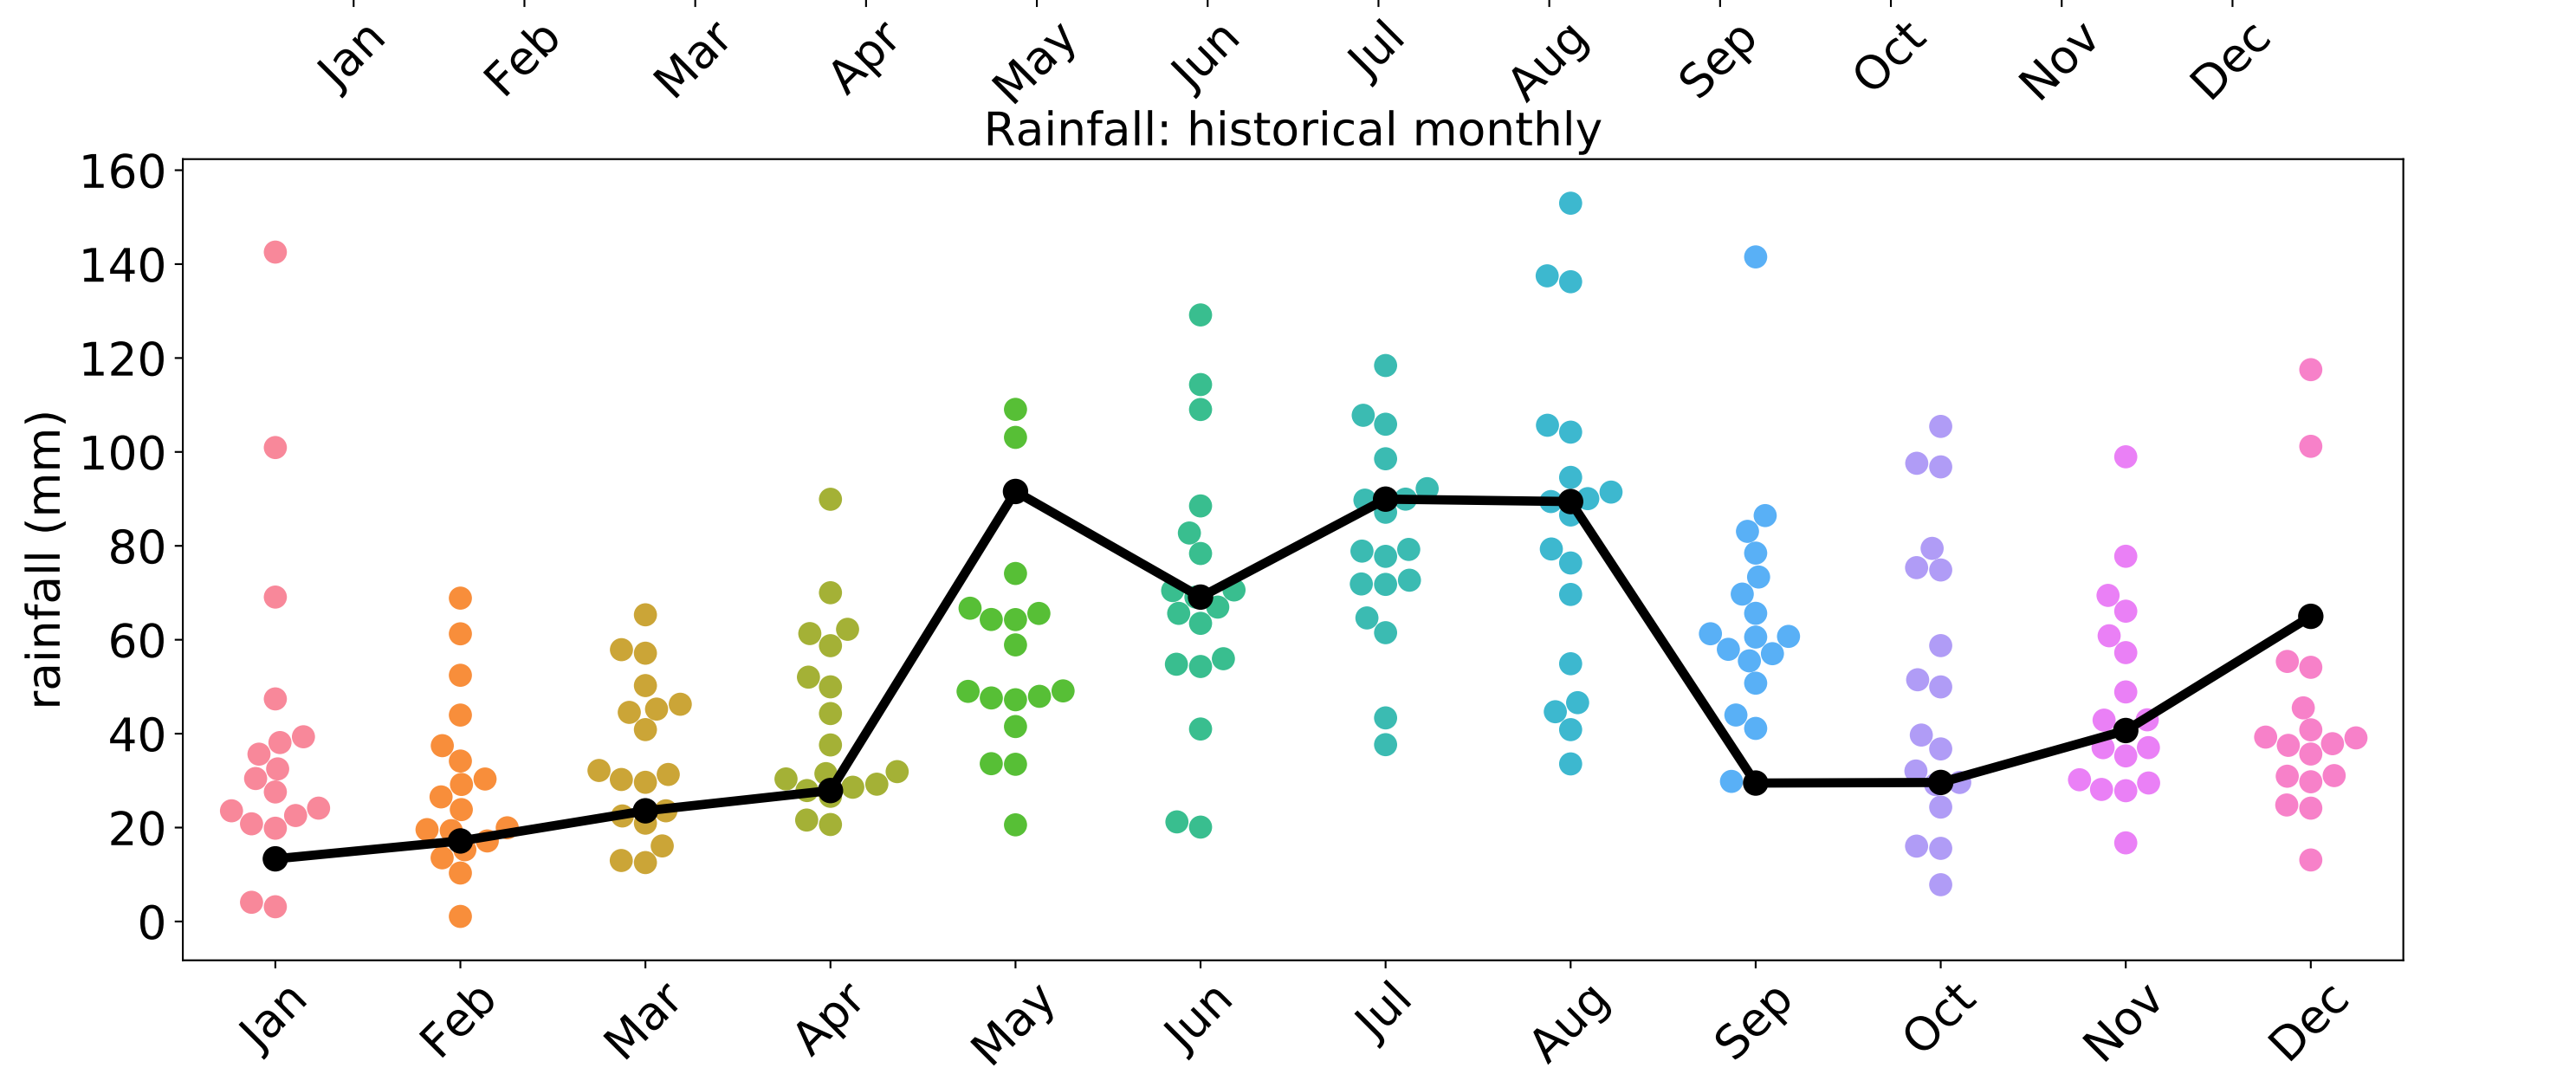 Jan Feb Mar Apr May Jun Jul Aug Sep Oct Nov Dec
Rainfall: historical monthly
160
140
120
100
80
60
40
20
0
rainfall (mm)
Jan Feb Mar Apr May Jun Jul Aug Sep Oct Nov Dec